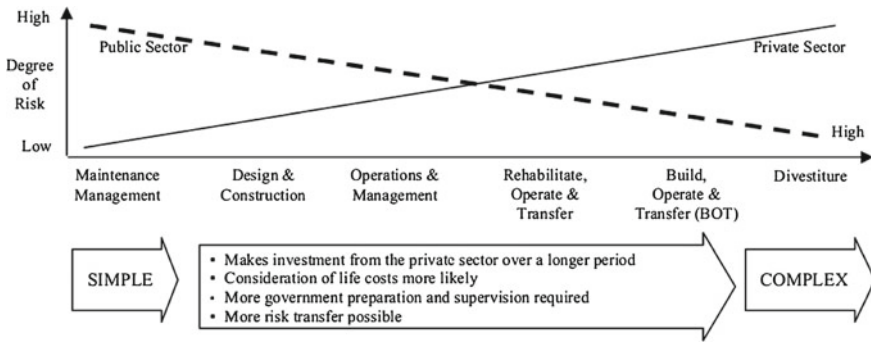 High
Public Sector
Private Sector
Degree
of
Risk
Low
High
Maintenance
Management
Design &
Construction
Operations &
Management
Rehabilitate,
Operate &
Transfer
Build,
Operate &
Transfer (BOT)
Divestiture
SIMPLE
• Makes investment from the private sector over a longer period
• Consideration of life costs more likely
• More government preparation and supervision required
• More risk transfer possible
COMPLEX